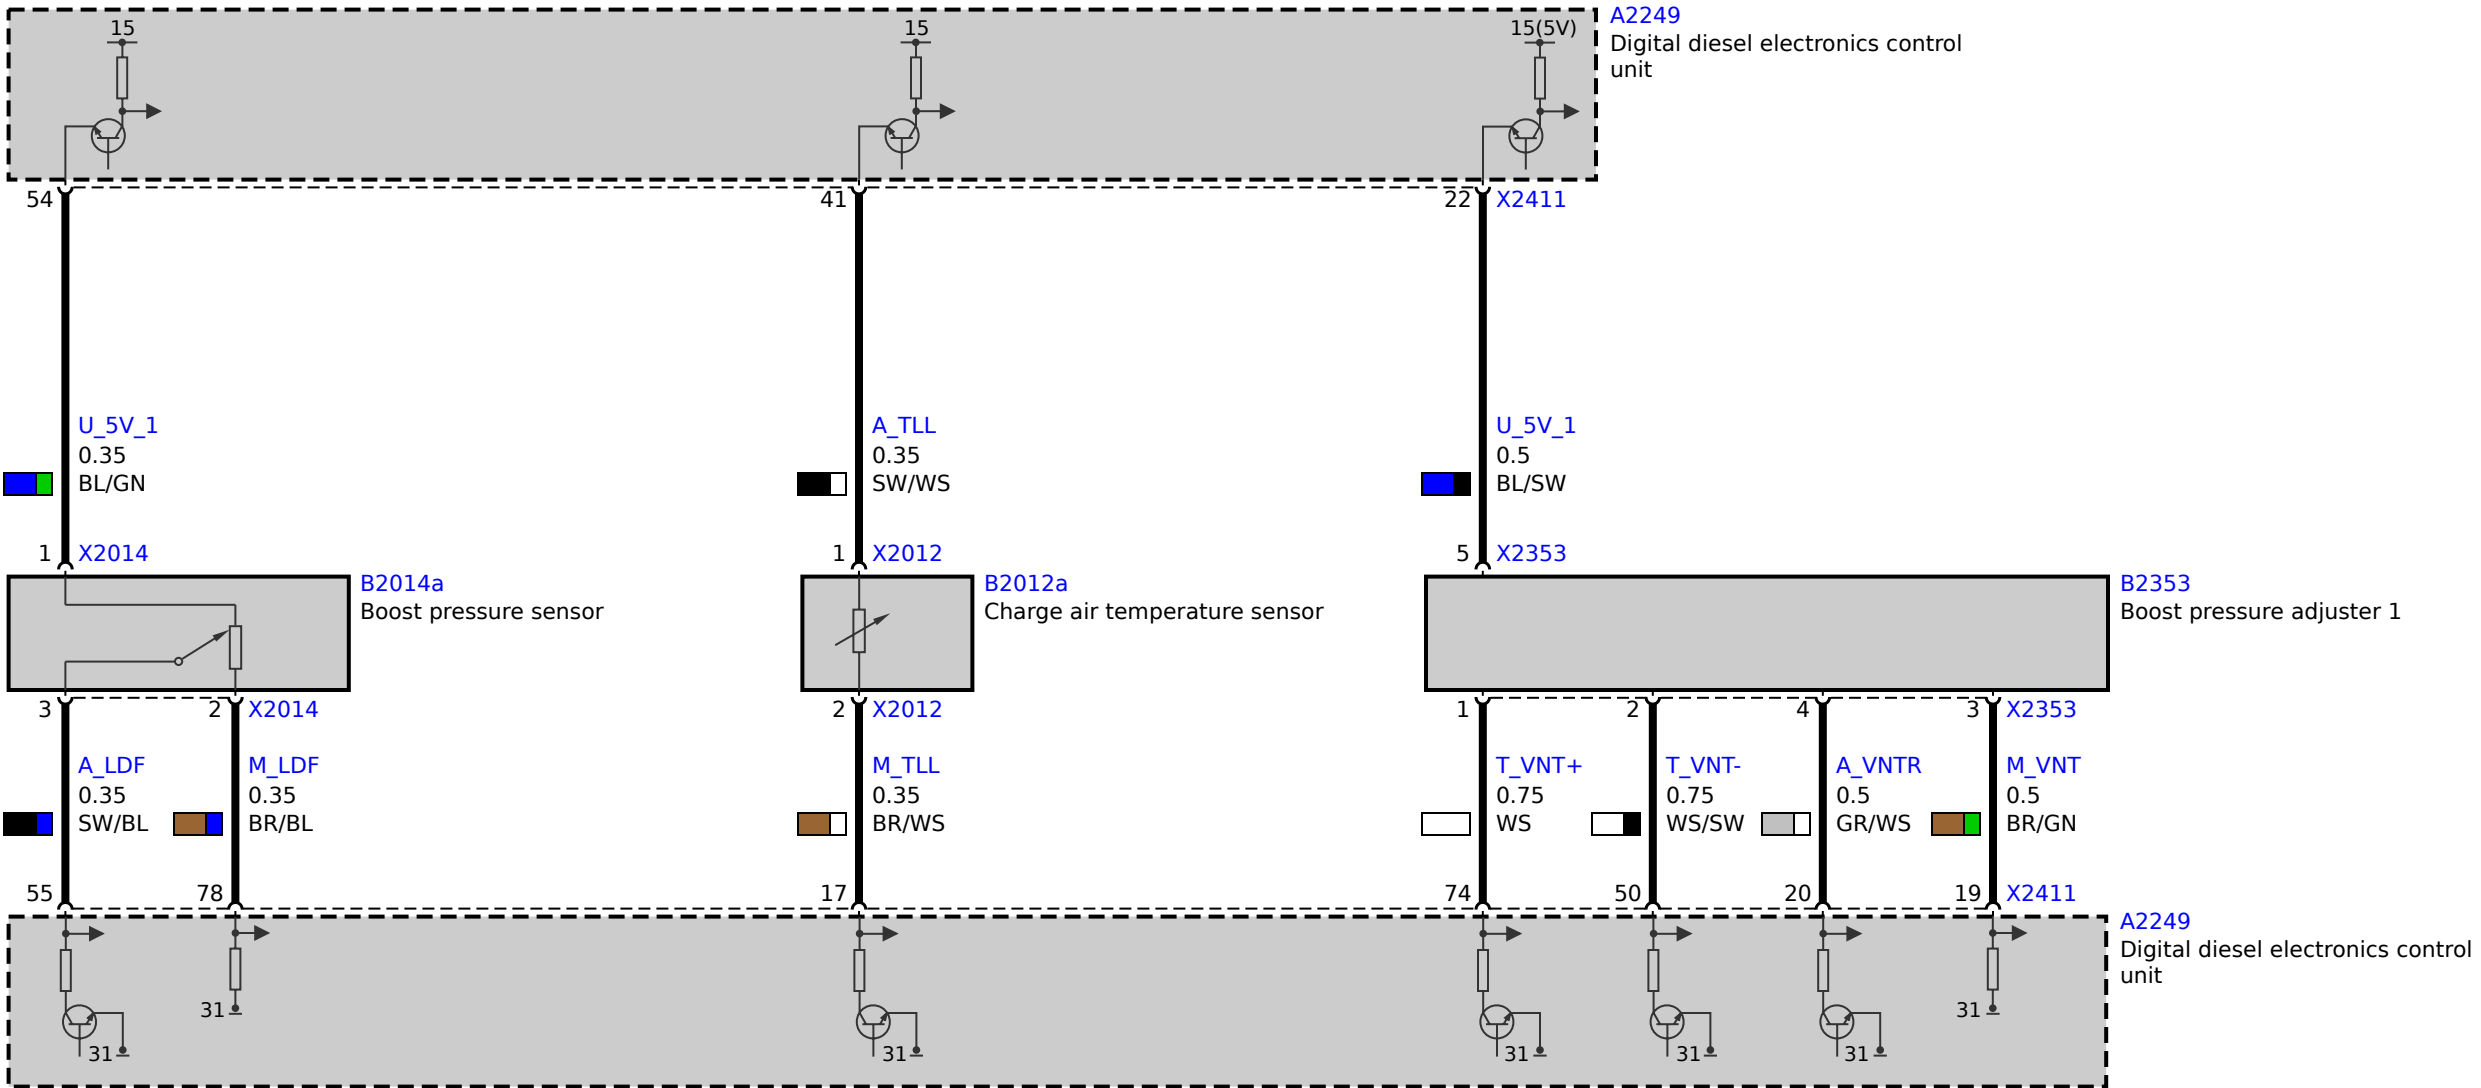 15
15
15(5V)
A2249
Digital diesel electronics control
unit
54
41
22
X2411
U_5V_1
0.35
BL/GN
A_TLL
0.35
SW/WS
U_5V_1
0.5
BL/SW
1
X2014
1
X2012
5
X2353
B2014a
Boost pressure sensor
B2012a
Charge air temperature sensor
B2353
Boost pressure adjuster 1
3
2
X2014
2
X2012
1
2
4
3
X2353
A_LDF
0.35
SW/BL
M_LDF
0.35
BR/BL
M_TLL
0.35
BR/WS
T_VNT+
0.75
WS
T_VNT-
0.75
WS/SW
A_VNTR
0.5
GR/WS
M_VNT
0.5
BR/GN
55
78
17
74
50
20
19
X2411
A2249
Digital diesel electronics control
unit
31
31
31
31
31
31
31